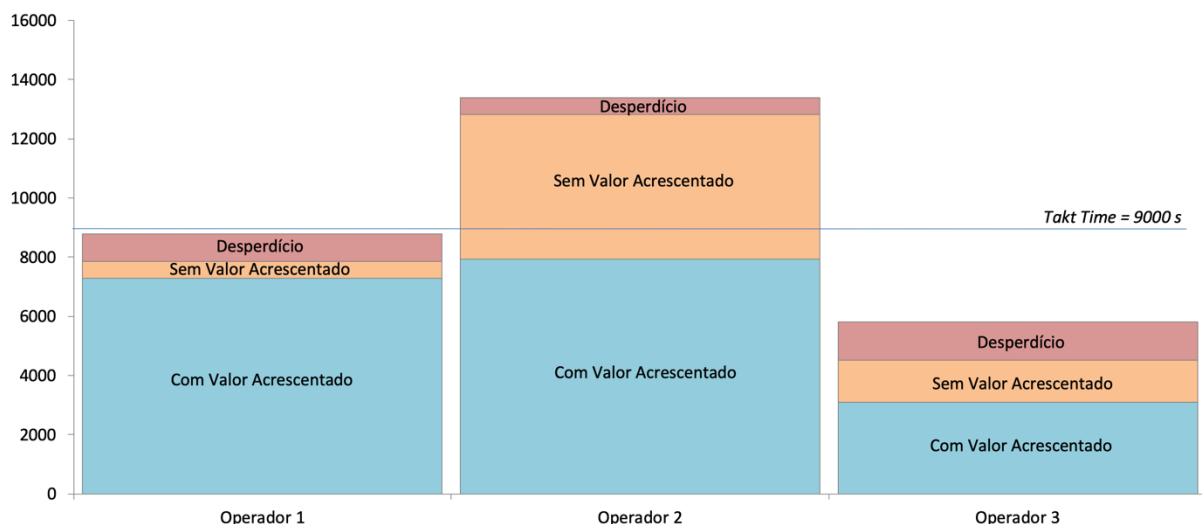 16000
14000
12000
10000
8000
6000
4000
2000
0
Desperdício
Sem Valor Acrescentado
Com Valor Acrescentado
Desperdício
Sem Valor Acrescentado
Com Valor Acrescentado
Takt Time = 9000 s
Desperdício
Sem Valor Acrescentado
Com Valor Acrescentado
Operador 1
Operador 2
Operador 3